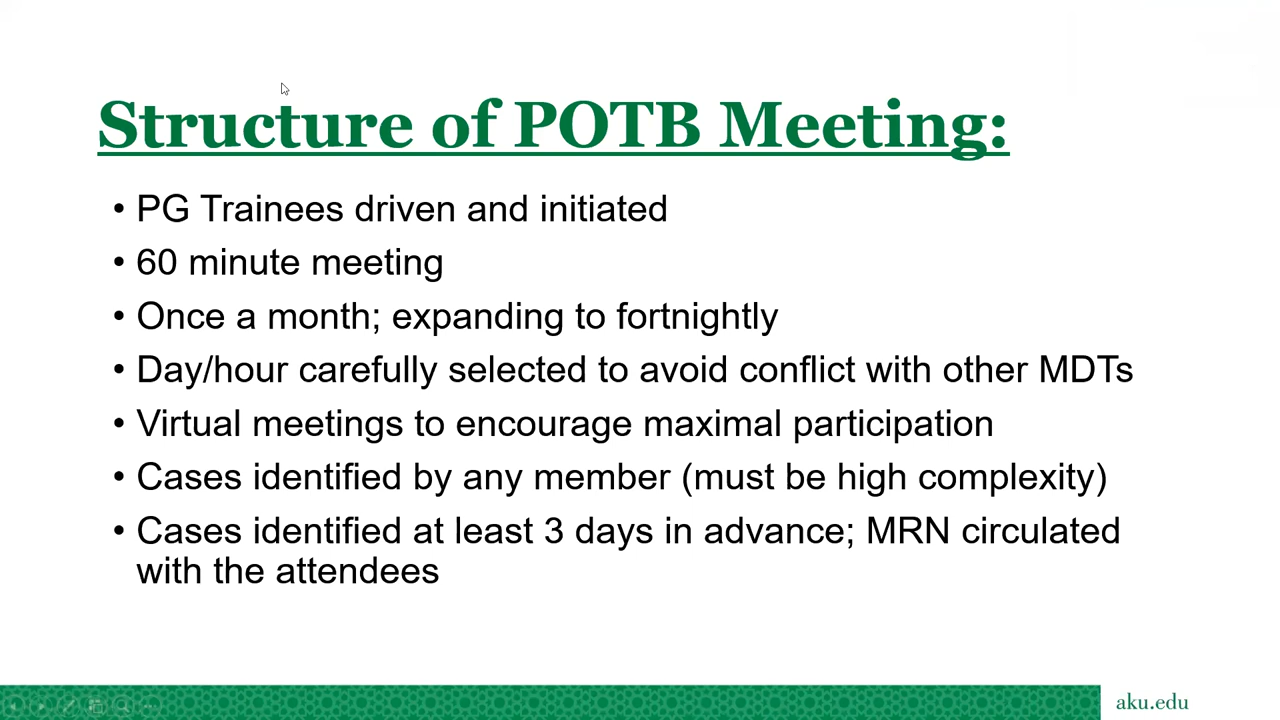 Structure of POTB Meeting:
• PG Trainees driven and initiated
• 60 minute meeting
• Once a month; expanding to fortnightly
• Day/hour carefully selected to avoid conflict with other MDTs
• Virtual meetings to encourage maximal participation
• Cases identified by any member (must be high complexity)
• Cases identified at least 3 days in advance; MRN circulated
with the attendees
aku.edu